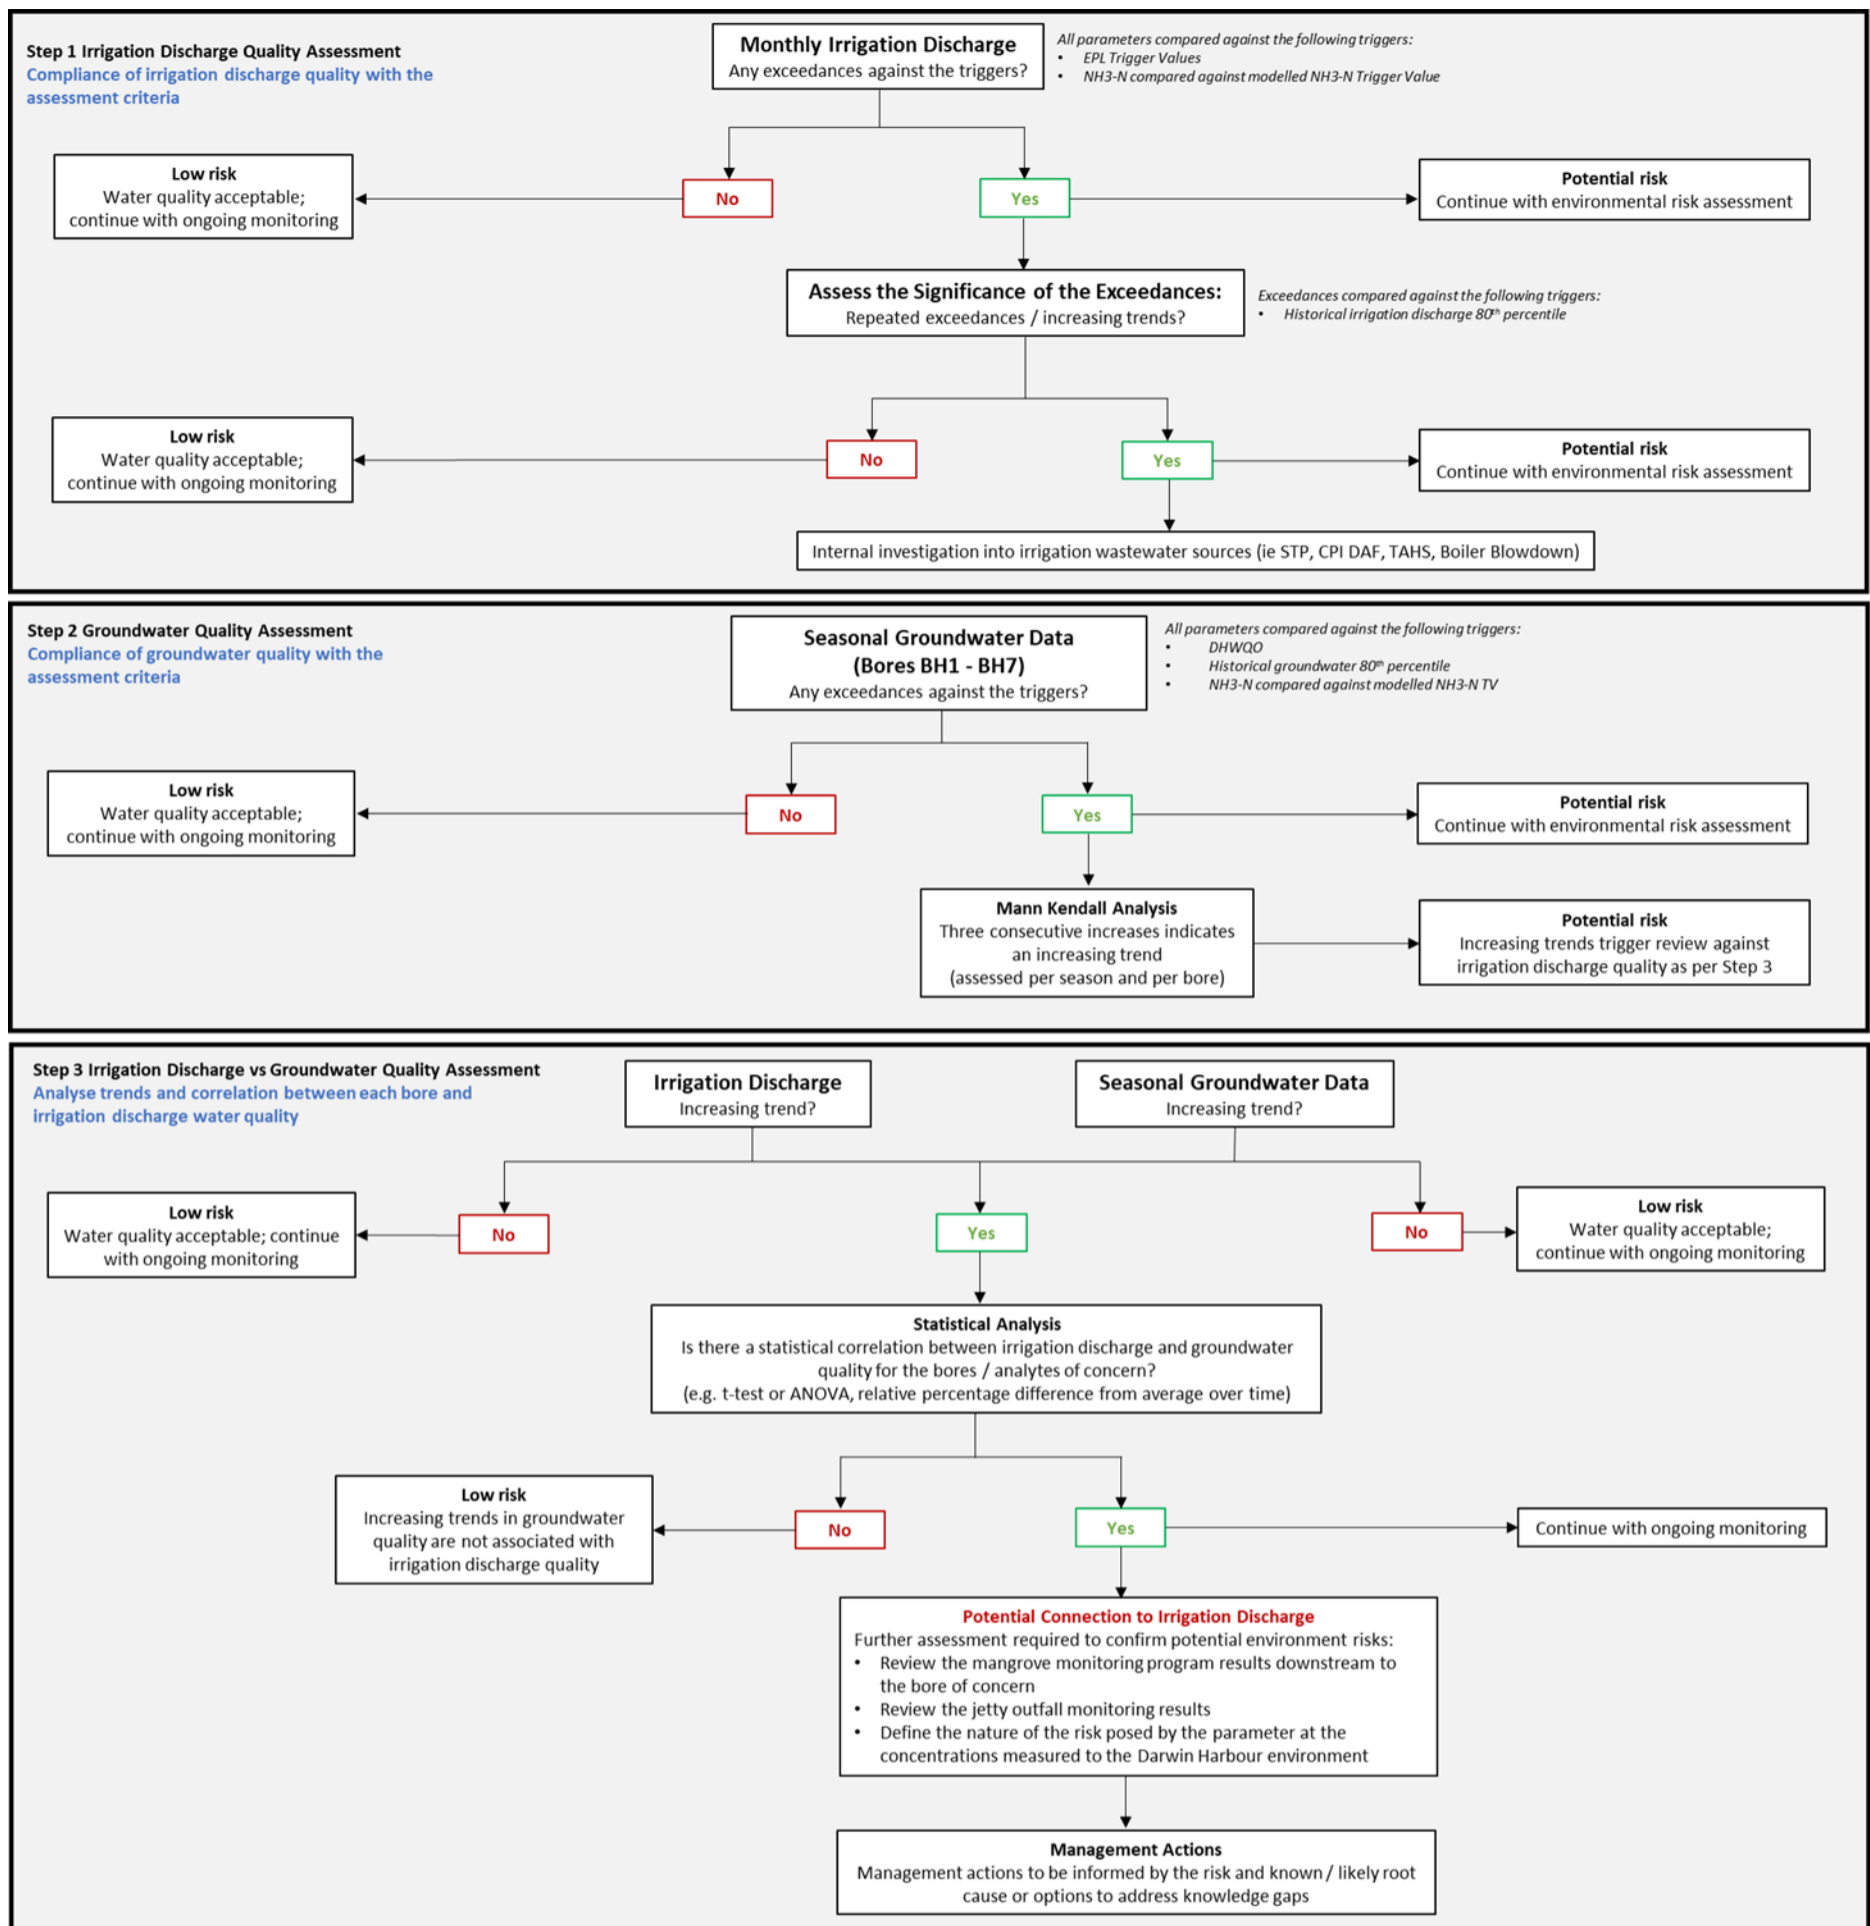 Step 1 Irrigation Discharge Quality Assessment
Compliance of irrigation discharge quality with the
assessment criteria
Monthly Irrigation Discharge
Any exceedances against the triggers?
All parameters compared against the following triggers:
• EPL Trigger Values
• NH3-N compared against modelled NH3-N Trigger Value
Low risk
Water quality acceptable;
continue with ongoing monitoring
No
Yes
Potential risk
Continue with environmental risk assessment
Assess the Significance of the Exceedances:
Repeated exceedances / increasing trends?
Exceedances compared against the following triggers:
• Historical irrigation discharge 80th percentile
Low risk
Water quality acceptable;
continue with ongoing monitoring
No
Yes
Potential risk
Continue with environmental risk assessment
Internal investigation into irrigation wastewater sources (ie STP, CPI DAF, TAHS, Boiler Blowdown)
Step 2 Groundwater Quality Assessment
Compliance of groundwater quality with the
assessment criteria
Seasonal Groundwater Data
(Bores BH1 - BH7)
Any exceedances against the triggers?
All parameters compared against the following triggers:
• DHWQO
• Historical groundwater 80th percentile
• NH3-N compared against modelled NH3-N TV
Low risk
Water quality acceptable;
continue with ongoing monitoring
No
Yes
Potential risk
Continue with environmental risk assessment
Mann Kendall Analysis
Three consecutive increases indicates
an increasing trend
(assessed per season and per bore)
Potential risk
Increasing trends trigger review against
irrigation discharge quality as per Step 3
Step 3 Irrigation Discharge vs Groundwater Quality Assessment
Analyse trends and correlation between each bore and
irrigation discharge water quality
Irrigation Discharge
Increasing trend?
Seasonal Groundwater Data
Increasing trend?
Low risk
Water quality acceptable; continue
with ongoing monitoring
No
Yes
No
Low risk
Water quality acceptable;
continue with ongoing monitoring
Statistical Analysis
Is there a statistical correlation between irrigation discharge and groundwater
quality for the bores / analytes of concern?
(e.g. t-test or ANOVA, relative percentage difference from average over time)
Low risk
Increasing trends in groundwater
quality are not associated with
irrigation discharge quality
No
Yes
Continue with ongoing monitoring
Potential Connection to Irrigation Discharge
Further assessment required to confirm potential environment risks:
• Review the mangrove monitoring program results downstream to
the bore of concern
• Review the jetty outfall monitoring results
• Define the nature of the risk posed by the parameter at the
concentrations measured to the Darwin Harbour environment
Management Actions
Management actions to be informed by the risk and known / likely root
cause or options to address knowledge gaps